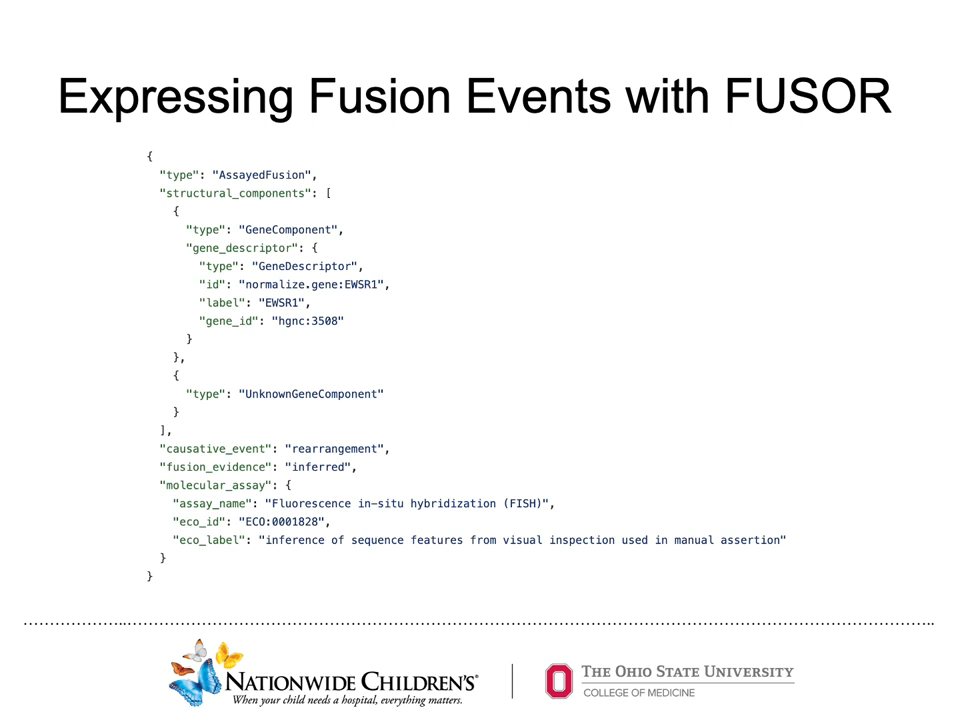 Expressing Fusion Events with FUSOR
{
"type": "AssayedFusion",
"structural_components": [
{
"type": "GeneComponent",
"gene_descriptor": {
"type": "GeneDescriptor",
"id": "normalize.gene:EWSR1",
"label": "EWSR1",
"gene_id": "hgnc:3508"
}
},
{
"type": "UnknownGeneComponent"
}
],
"causative_event": "rearrangement",
"fusion_evidence": "inferred",
"molecular_assay": {
"assay_name": "Fluorescence in-situ hybridization (FISH)",
"eco_id": "ECO:0001828",
"eco_label": "inference of sequence features from visual inspection used in manual assertion"
}
}
NATIONWIDE CHILDREN'S®
When your child needs a hospital, everything matters.
THE OHIO STATE UNIVERSITY
COLLEGE OF MEDICINE